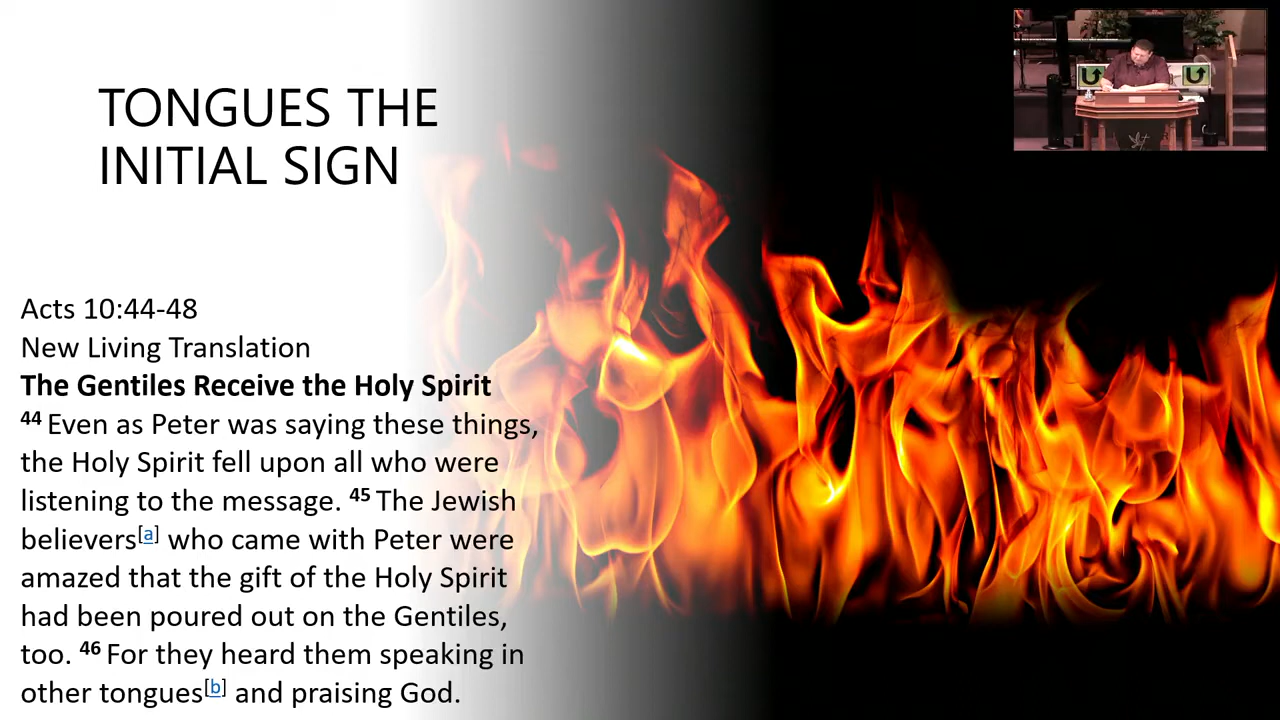 TONGUES THE
INITIAL SIGN
Acts 10:44-48
New Living Translation
The Gentiles Receive the Holy Spirit
44 Even as Peter was saying these things,
the Holy Spirit fell upon all who were
listening to the message. 45 The Jewish
believers[a] who came with Peter were
amazed that the gift of the Holy Spirit
had been poured out on the Gentiles,
too. 46 For they heard them speaking in
other tongues[b] and praising God.